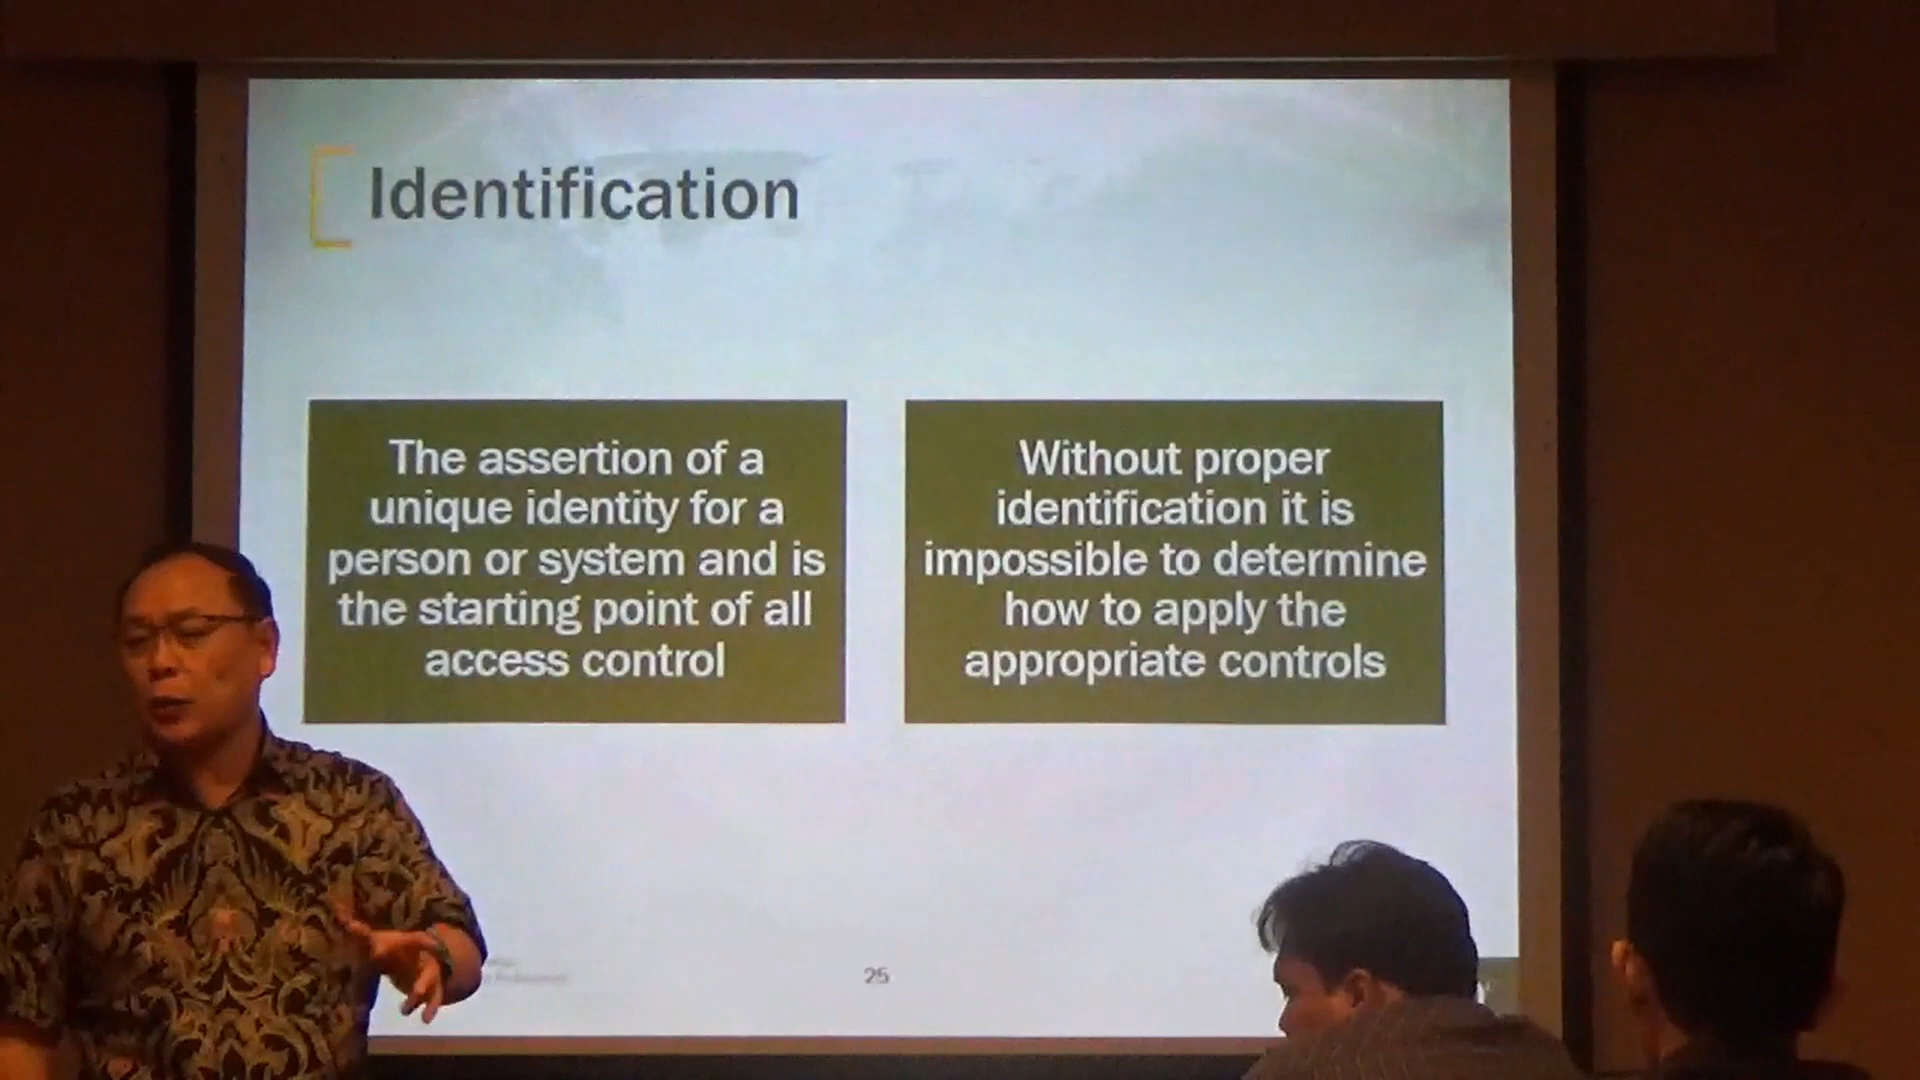 Identification
The assertion of a
unique identity for a
person or system and is
the starting point of all
access control
Without proper
identification it is
impossible to determine
how to apply the
appropriate controls
25